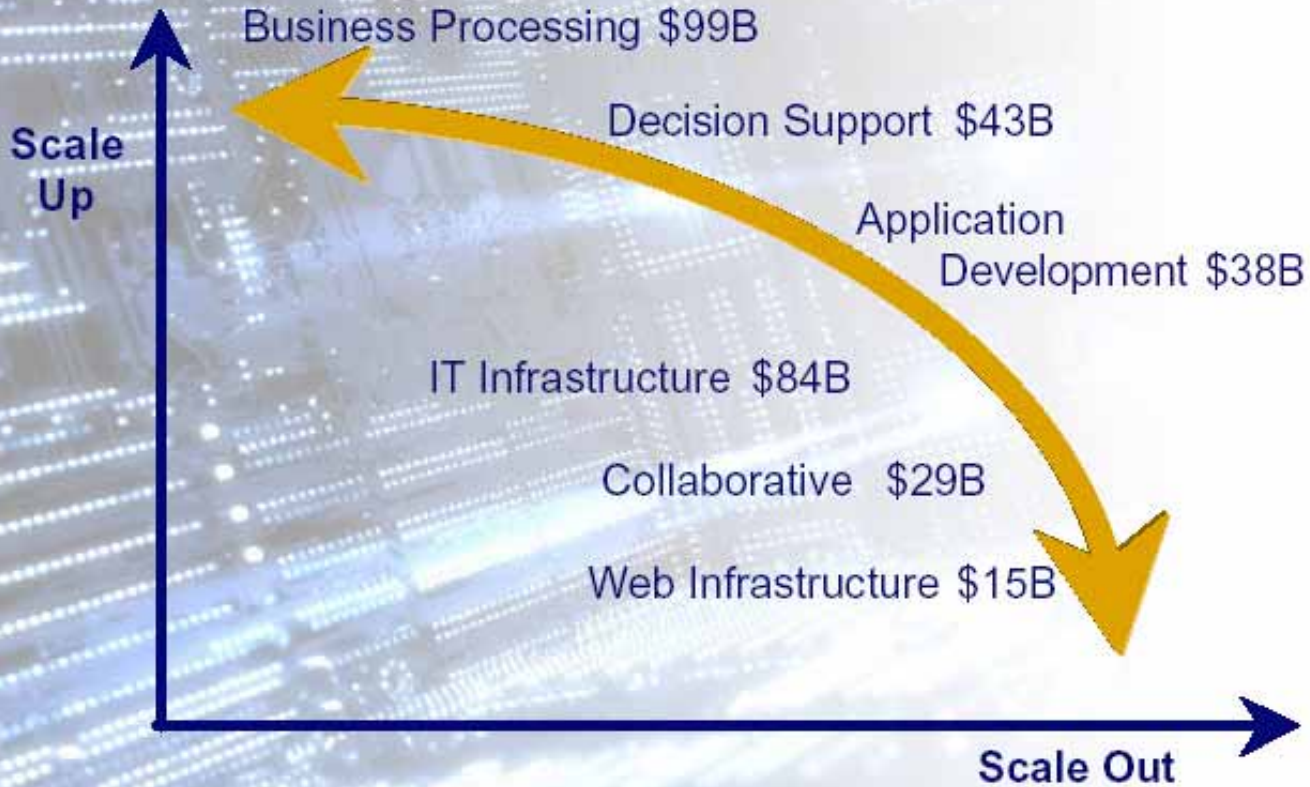 Business Processing $99B
Decision Support $43B
Scale
Up
Application
Development $38B
IT Infrastructure $84B
Collaborative $29B
Web Infrastructure $15B
Scale Out